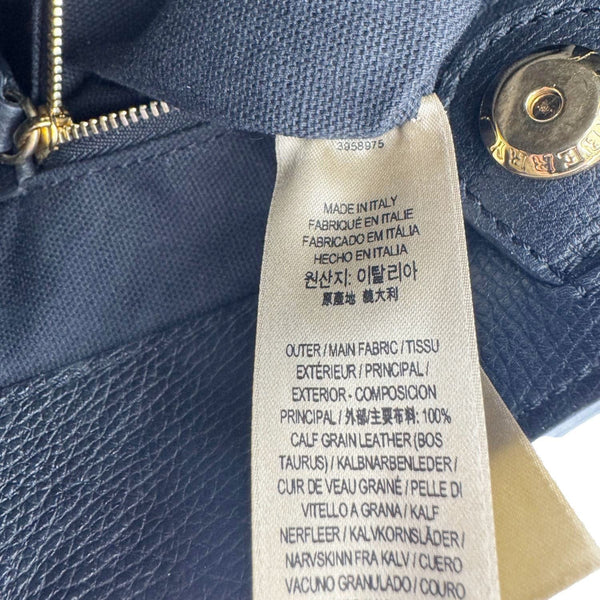 3958975
MADE IN ITALY
FABRIQUÉ EN ITALIE
FABRICADO EM ITÁLIA
HECHO EN ITALIA
원산지: 이탈리아
原產地 義大利
OUTER / MAIN FABRIC / TISSU
EXTÉRIEUR / PRINCIPAL /
EXTERIOR - COMPOSICION
PRINCIPAL / 外部/主要布料: 100%
CALF GRAIN LEATHER (BOS
TAURUS) / KALBNARBENLEDER /
CUIR DE VEAU GRAINÉ / PELLE DI
VITELLO A GRANA / KALF
NERFLEER / KALVKORNSLÄDER /
NARVSKINN FRA KALV / CUERO
VACUNO GRANULADO / COURO